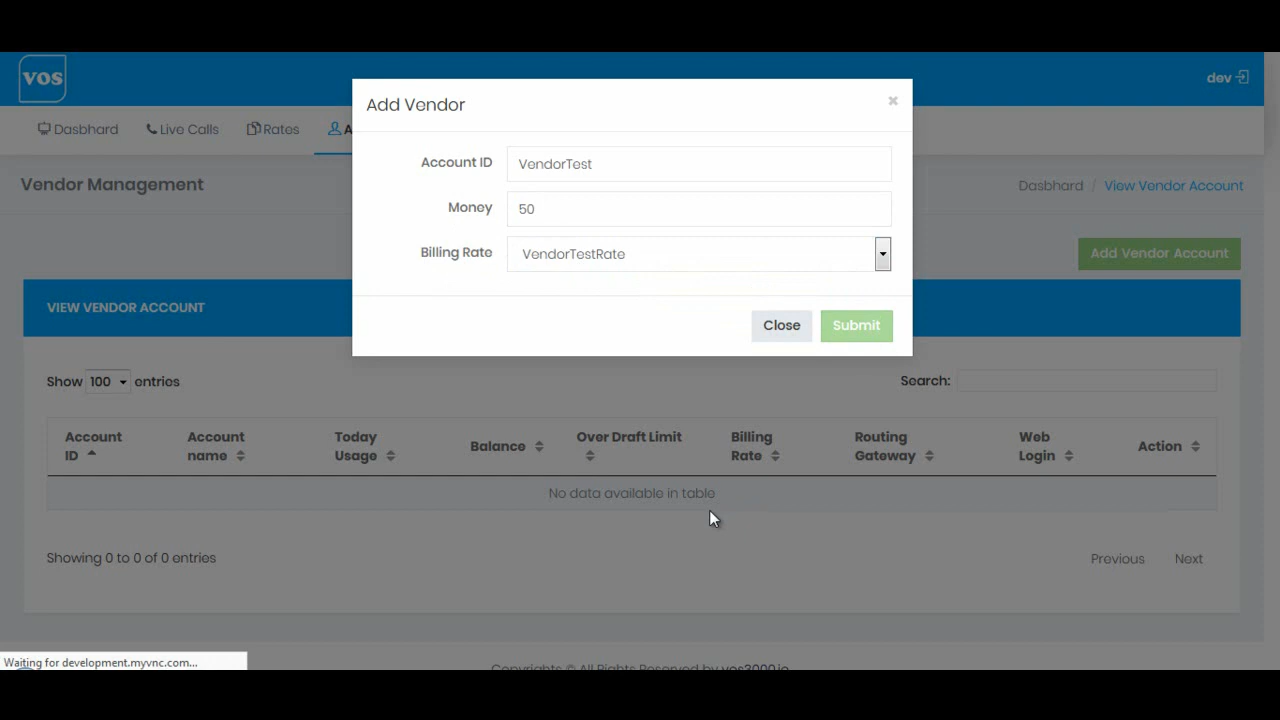 vos
dev
Dasbhard Live Calls Rates A
Add Vendor
×
Vendor Management
Dasbhard / View Vendor Account
Account ID VendorTest
Money 50
Billing Rate VendorTestRate
Add Vendor Account
VIEW VENDOR ACCOUNT
Close Submit
Show 100 entries
Search:
Account ID
Account name
Today Usage
Balance
Over Draft Limit
Billing Rate
Routing Gateway
Web Login
Action
No data available in table
Showing 0 to 0 of 0 entries
Previous Next
Waiting for development.myvnc.com...
Copyrights © All Rights Reserved by vos3000.io